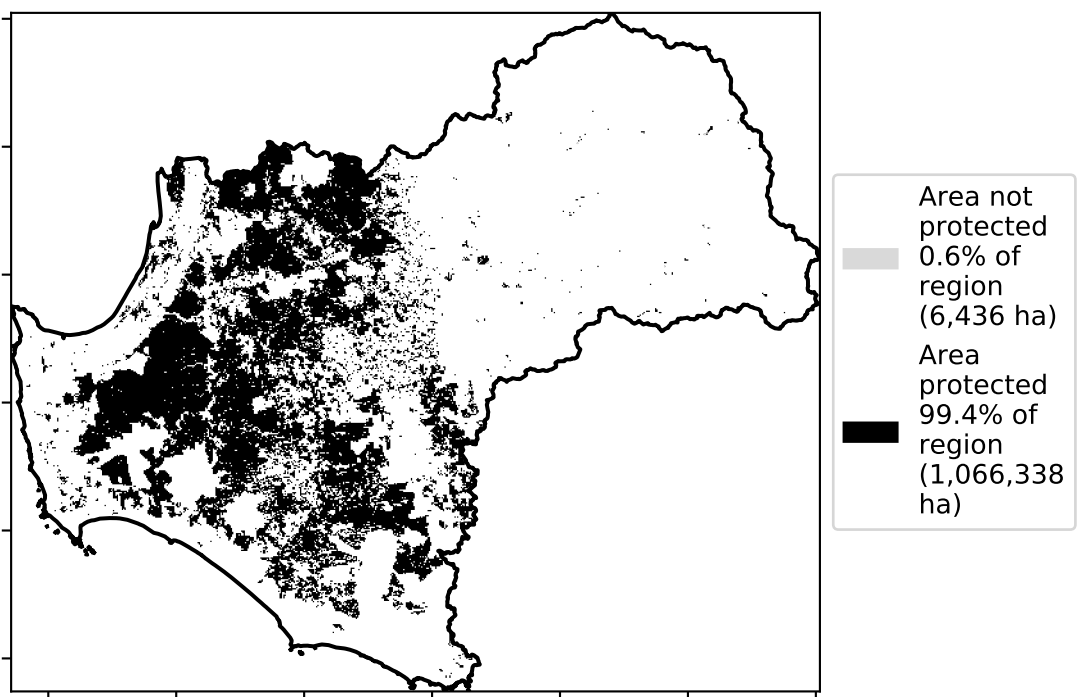 Area not
protected
0.6% of
region
(6,436 ha)
Area
protected
99.4% of
region
(1,066,338
ha)